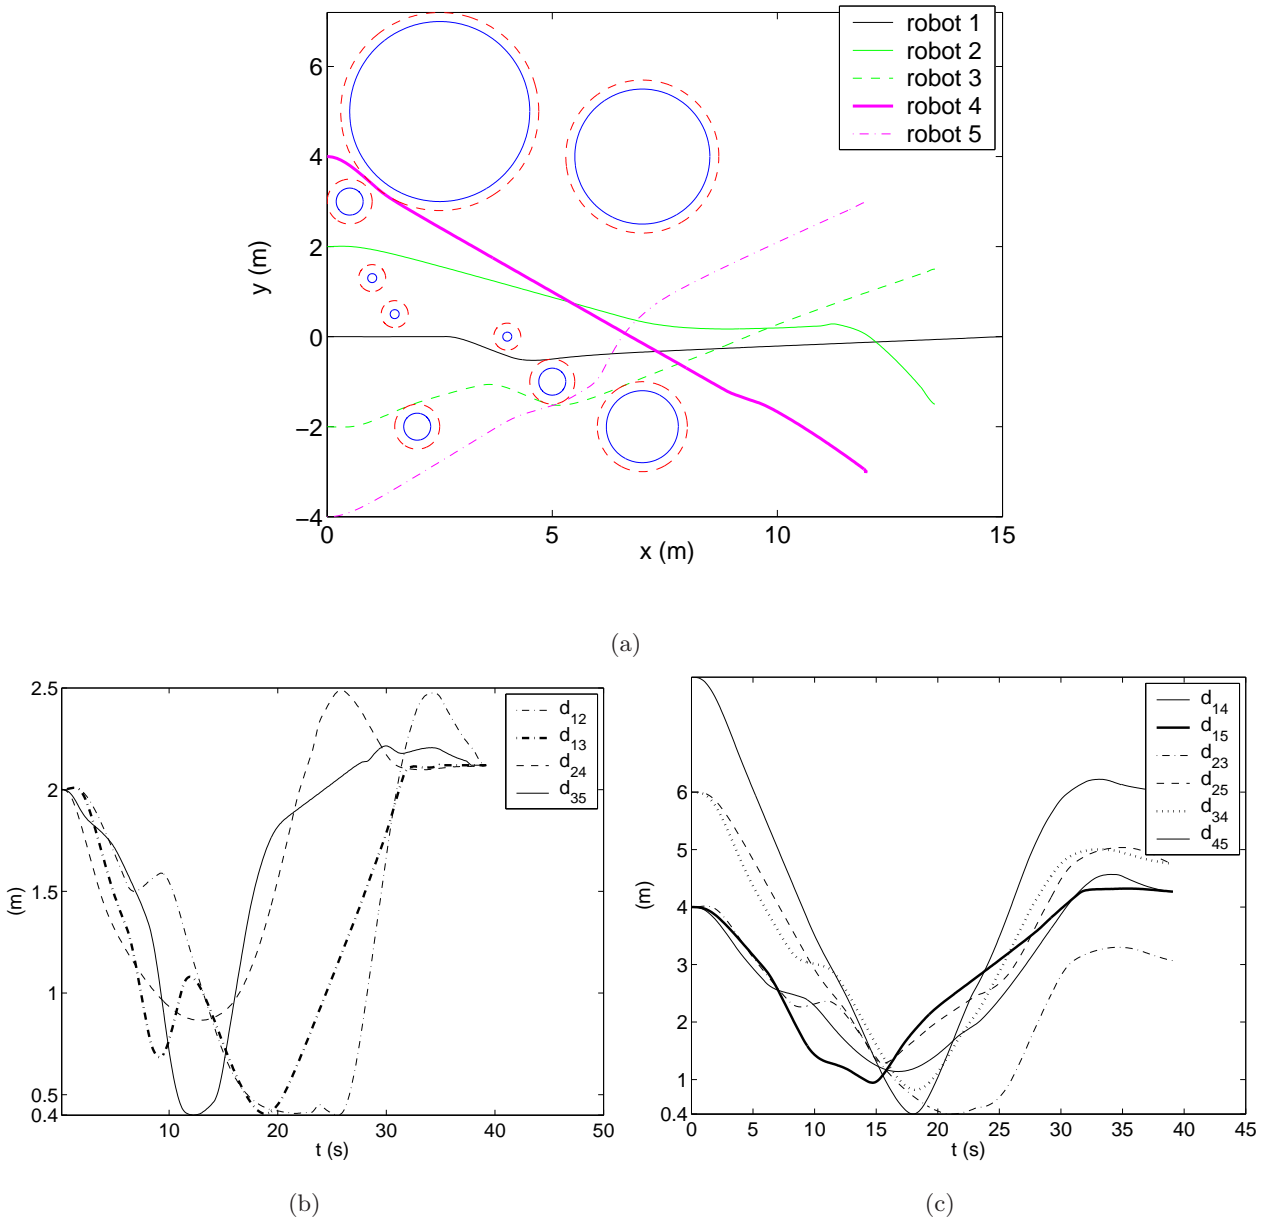 robot 1
robot 2
robot 3
robot 4
robot 5
6
4
2
0
−2
−4
y (m)
0 5 10 15
x (m)
(a)
2.5
2
1.5
1
0.5
0.4
(m)
d12
d13
d24
d35
10 20 30 40 50
t (s)
(b)
6
5
4
3
2
1
0.4
(m)
d14
d15
d23
d25
d34
d45
0 5 10 15 20 25 30 35 40 45
t (s)
(c)